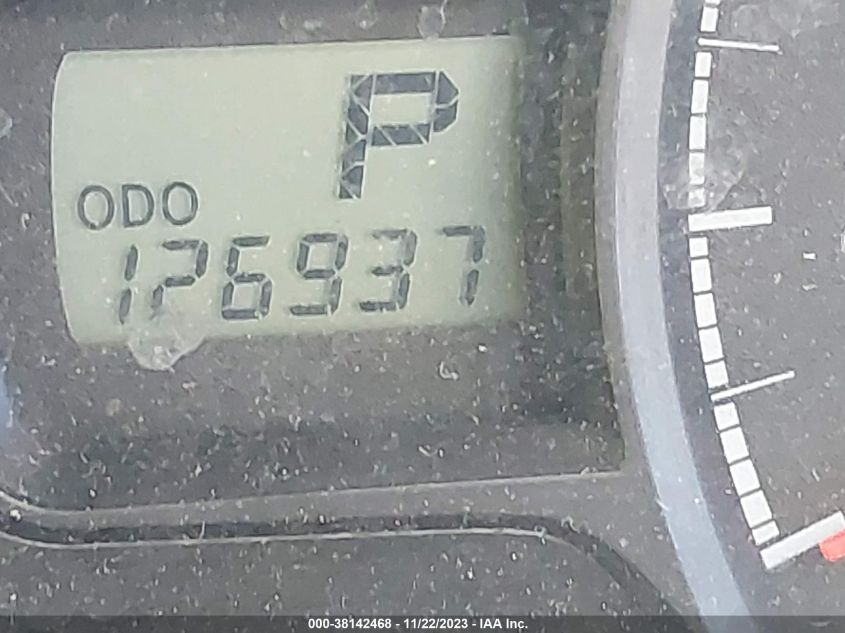 P
ODO
126937
000-38142468 - 11/22/2023 - IAA Inc.